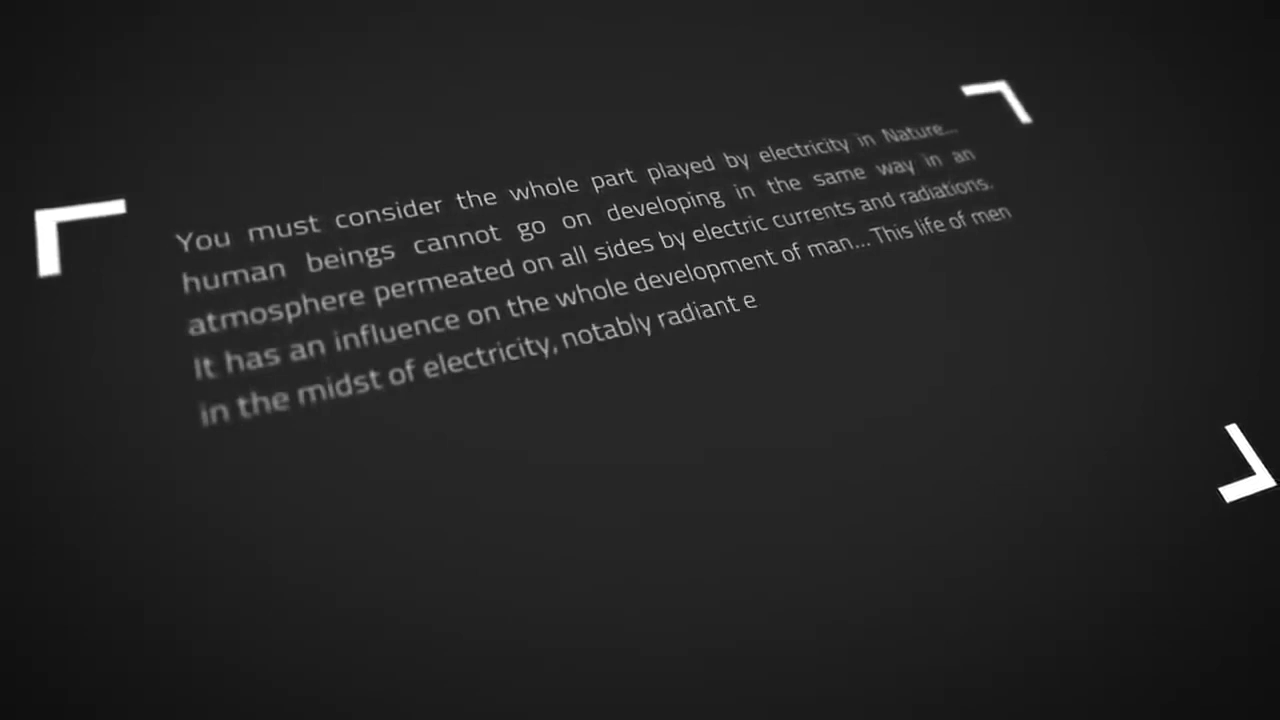 You must consider the whole part played by electricity in Nature...
human beings cannot go on developing in the same way in an
atmosphere permeated on all sides by electric currents and radiations.
It has an influence on the whole development of man... This life of men
in the midst of electricity, notably radiant e